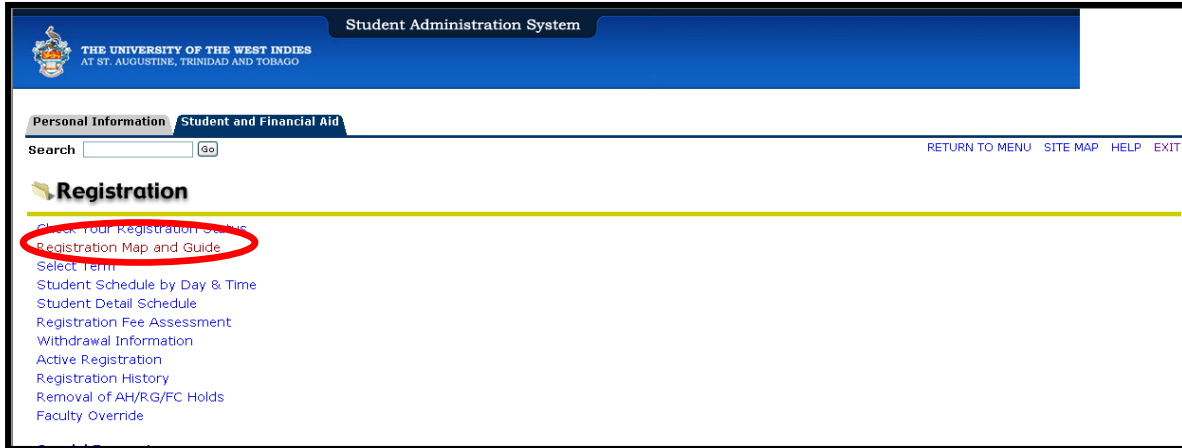 Student Administration System
THE UNIVERSITY OF THE WEST INDIES
AT ST. AUGUSTINE, TRINIDAD AND TOBAGO
Personal Information Student and Financial Aid
Search Go RETURN TO MENU SITE MAP HELP EXIT
Registration
Check Your Registration Status
Registration Map and Guide
Select Term
Student Schedule by Day & Time
Student Detail Schedule
Registration Fee Assessment
Withdrawal Information
Active Registration
Registration History
Removal of AH/RG/FC Holds
Faculty Override